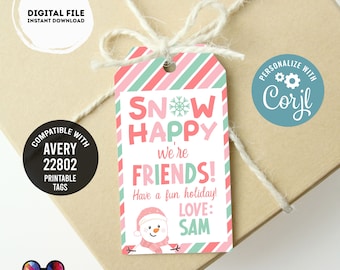 DIGITAL FILE
INSTANT DOWNLOAD
PERSONALIZE WITH
Corjl
COMPATIBLE WITH
AVERY
22802
PRINTABLE
TAGS
SNOW
HAPPY
we're
FRIENDS!
Have a fun holiday!
LOVE:
SAM